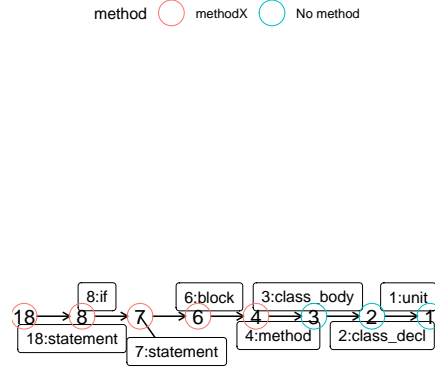 method methodX No method
8:if 6:block 3:class_body 1:unit
18 8 7 6 4 3 2 1
18:statement 4:method 2:class_decl
7:statement